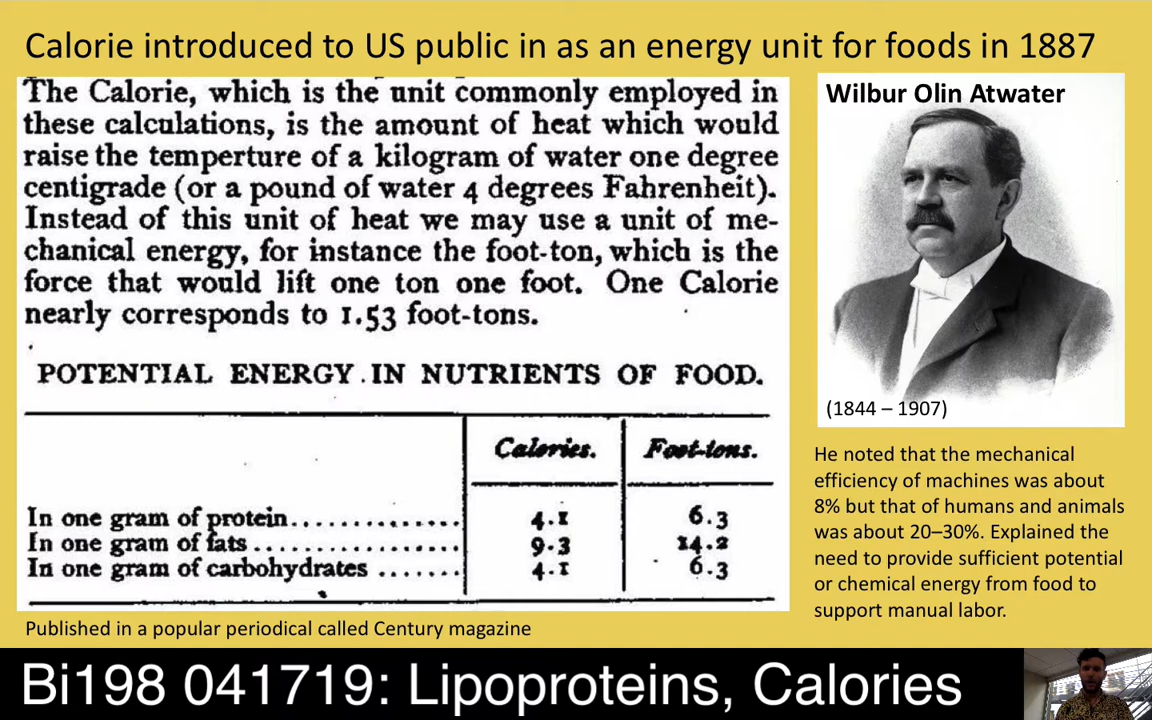 Calorie introduced to US public in as an energy unit for foods in 1887
The Calorie, which is the unit commonly employed in
these calculations, is the amount of heat which would
raise the temperture of a kilogram of water one degree
centigrade (or a pound of water 4 degrees Fahrenheit).
Instead of this unit of heat we may use a unit of me-
chanical energy, for instance the foot-ton, which is the
force that would lift one ton one foot. One Calorie
nearly corresponds to 1.53 foot-tons.
POTENTIAL ENERGY IN NUTRIENTS OF FOOD.
Calories. Foot-tons.
In one gram of protein.............. 4.1 6.3
In one gram of fats.................. 9.3 14.2
In one gram of carbohydrates ....... 4.1 6.3
Published in a popular periodical called Century magazine
Wilbur Olin Atwater
(1844 – 1907)
He noted that the mechanical
efficiency of machines was about
8% but that of humans and animals
was about 20–30%. Explained the
need to provide sufficient potential
or chemical energy from food to
support manual labor.
Bi198 041719: Lipoproteins, Calories